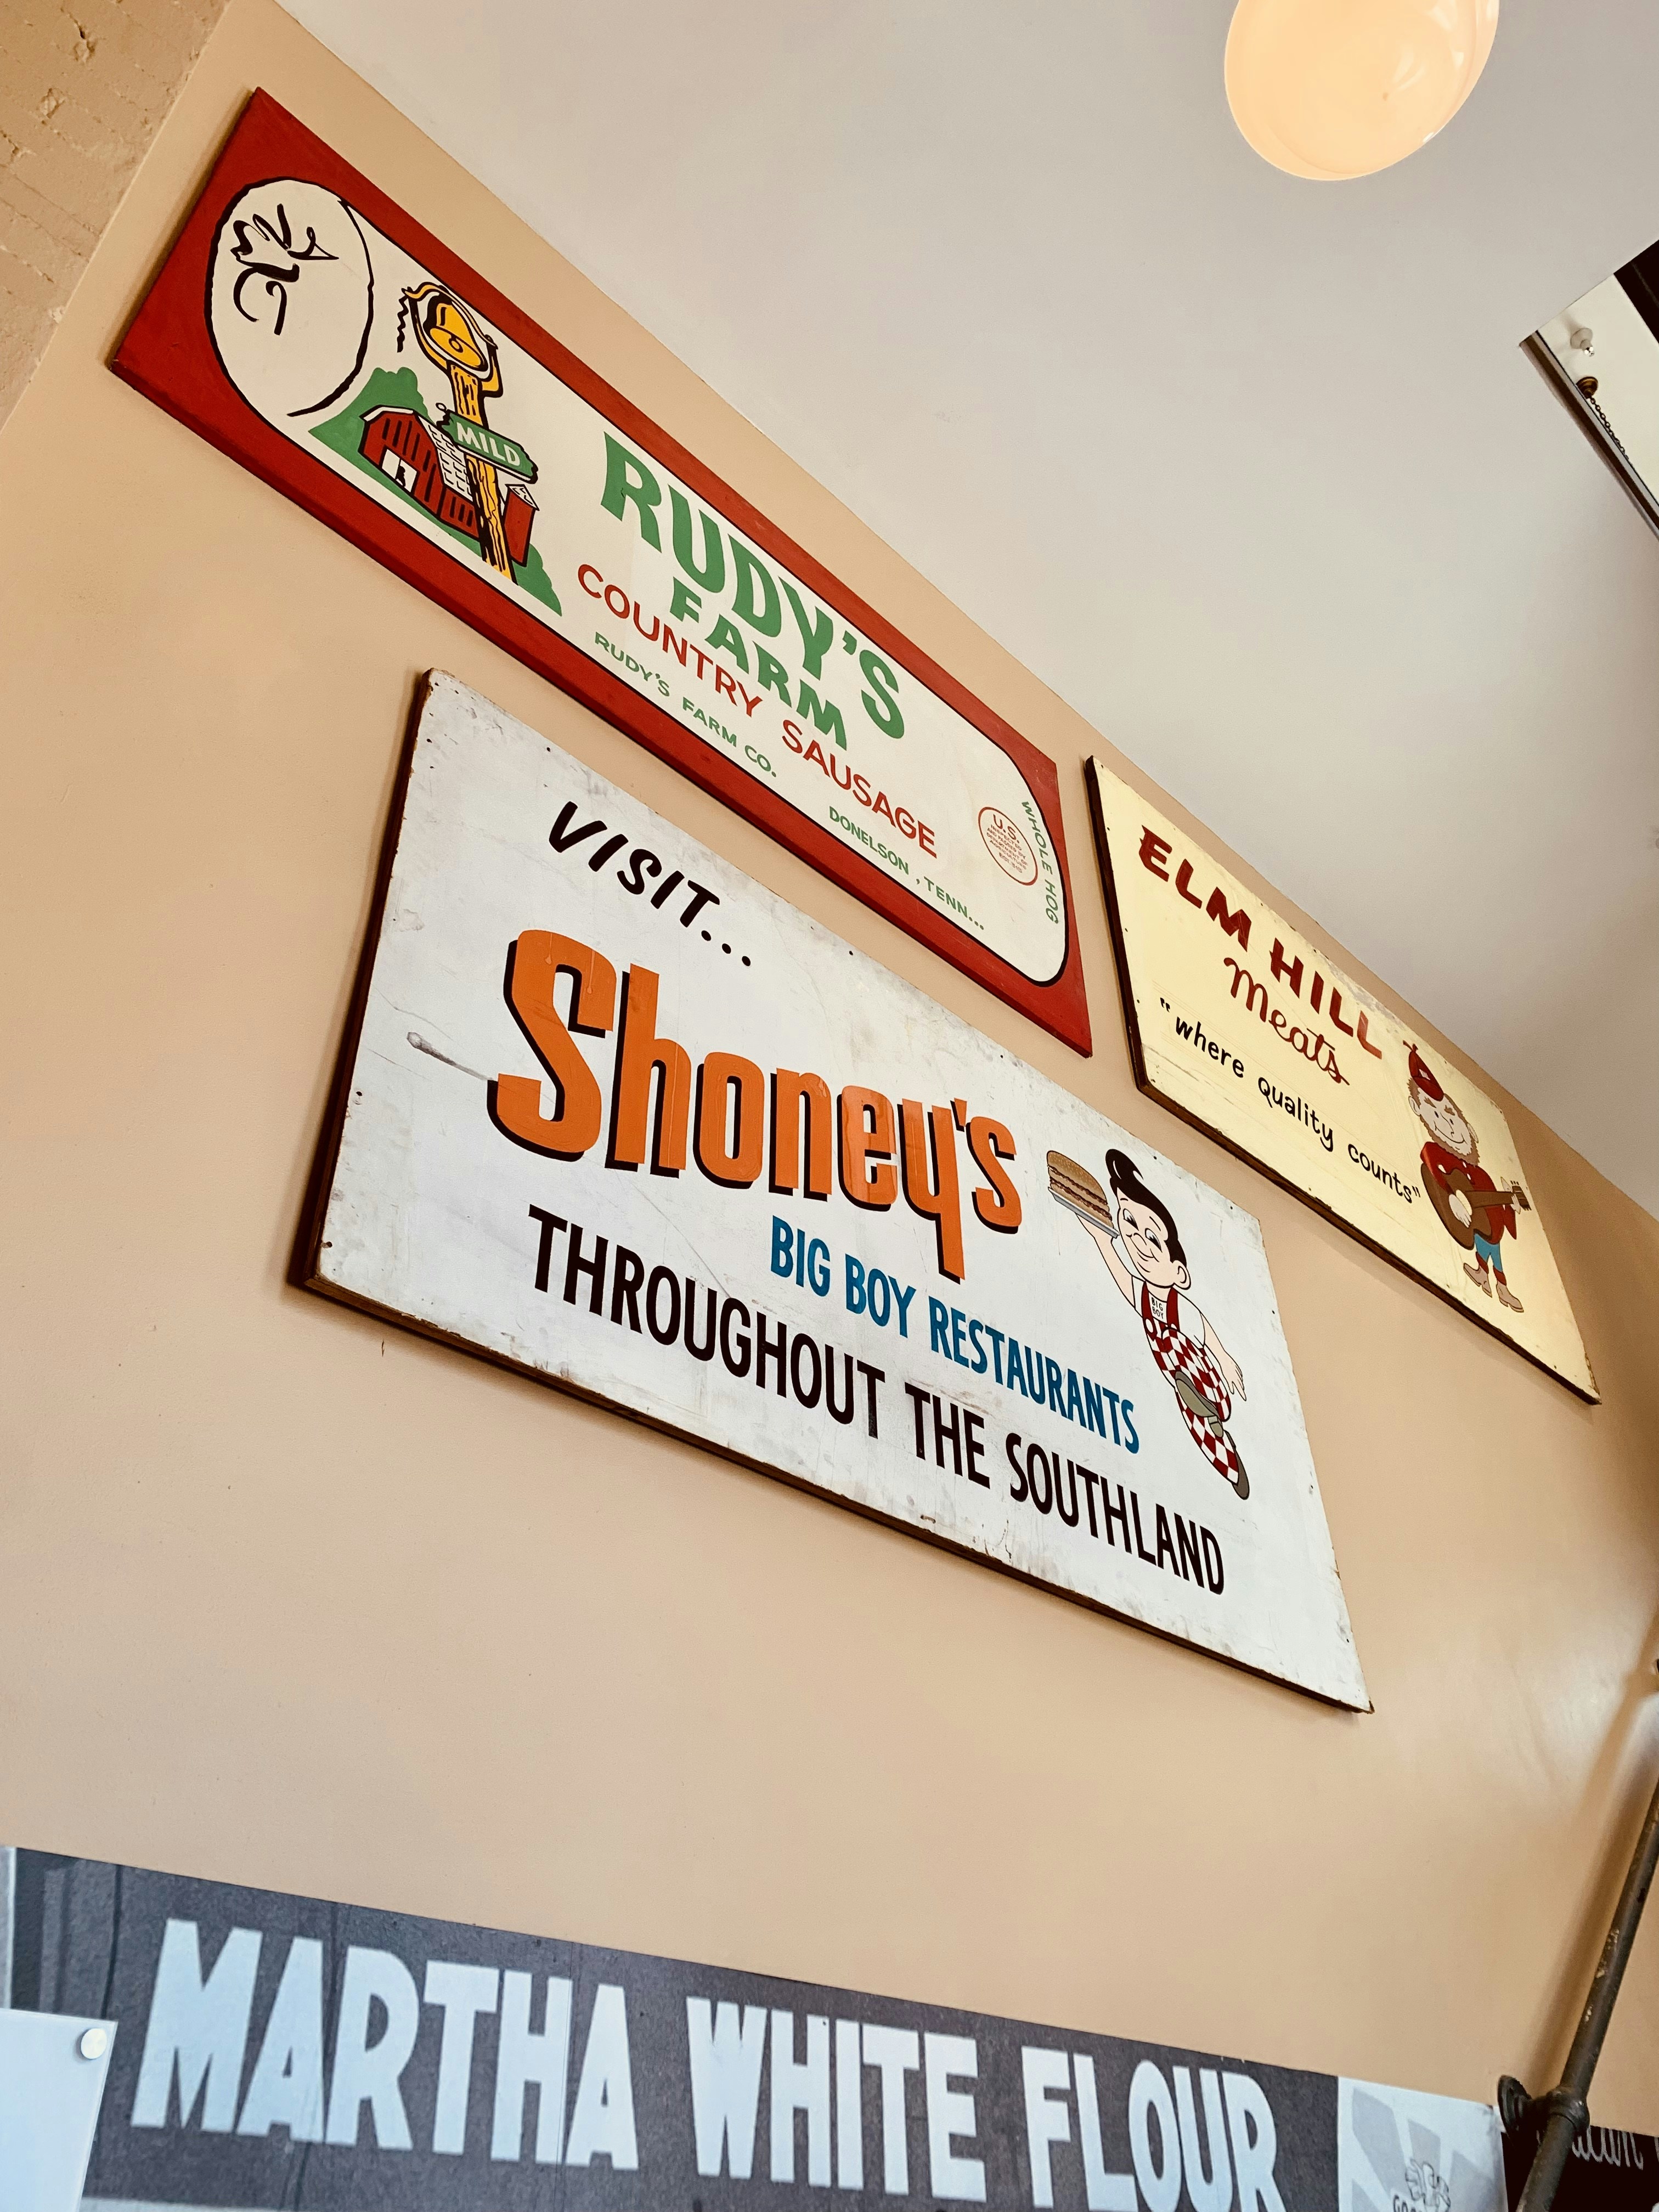 MILD
RUDY'S
FARM
COUNTRY SAUSAGE
RUDY'S FARM CO. DONELSON, TENN...
U.S.
WHOLE HOG
ELM HILL
Meats
"where quality counts"
VISIT...
Shoney's
BIG BOY RESTAURANTS
THROUGHOUT THE SOUTHLAND
BIG
BOY
MARTHA WHITE FLOUR